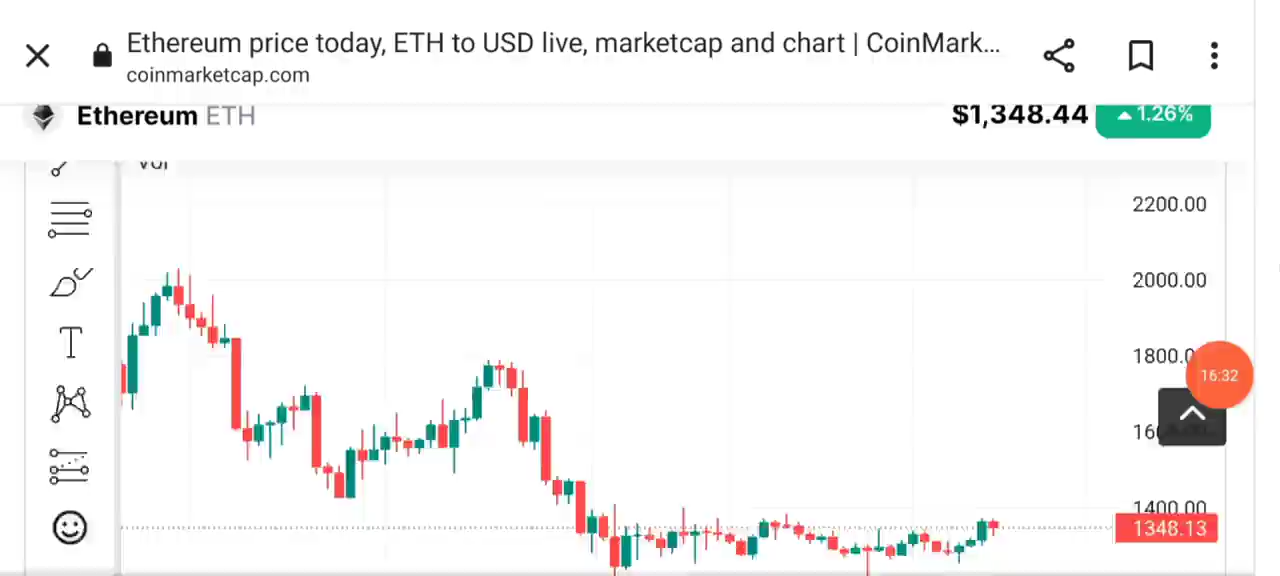 Ethereum price today, ETH to USD live, marketcap and chart | CoinMark...
coinmarketcap.com
Ethereum ETH
$1,348.44
1.26%
Vol
2200.00
2000.00
1800.0
16:32
1400.00
1348.13